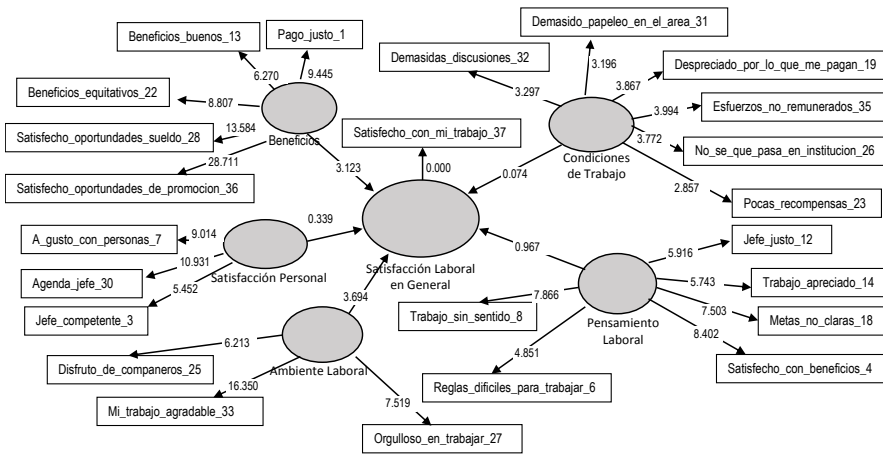 Demasido_papeleo_en_el_area_31
Beneficios_buenos_13
Pago_justo_1
Demasidas_discusiones_32
Despreciado_por_lo_que_me_pagan_19
6.270
9.445
3.196
3.867
Beneficios_equitativos_22
8.807
3.297
3.994
Esfuerzos_no_remunerados_35
Satisfecho_oportundades_sueldo_28
13.584
Beneficios
Satisfecho_con_mi_trabajo_37
3.772
No_se_que_pasa_en_institucion_26
28.711
3.123
0.000
0.074
Condiciones
de Trabajo
2.857
Satisfecho_oportundades_de_promocion_36
Pocas_recompensas_23
A_gusto_con_personas_7
9.014
0.339
0.967
5.916
Jefe_justo_12
10.931
Agenda_jefe_30
Satisfacción Personal
Satisfacción Laboral
en General
5.743
Trabajo_apreciado_14
5.452
3.694
7.866
7.503
Jefe_competente_3
Trabajo_sin_sentido_8
Pensamiento
Laboral
Metas_no_claras_18
8.402
6.213
4.851
Disfruto_de_companeros_25
Ambiente Laboral
Satisfecho_con_beneficios_4
16.350
Reglas_dificiles_para_trabajar_6
Mi_trabajo_agradable_33
7.519
Orgulloso_en_trabajar_27